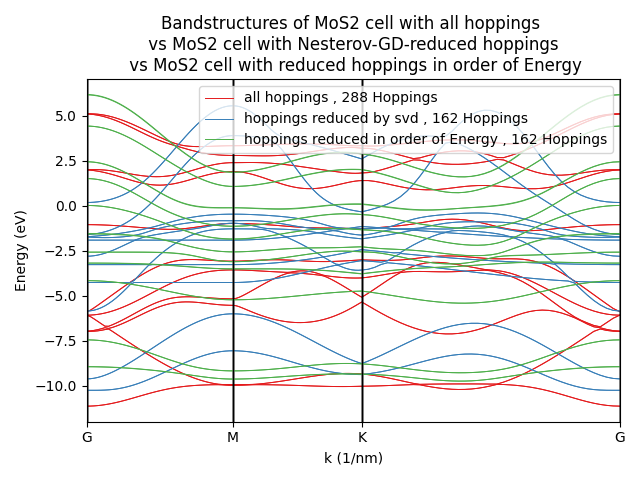 Bandstructures of MoS2 cell with all hoppings
vs MoS2 cell with Nesterov-GD-reduced hoppings
vs MoS2 cell with reduced hoppings in order of Energy
all hoppings , 288 Hoppings
hoppings reduced by svd , 162 Hoppings
hoppings reduced in order of Energy , 162 Hoppings
Energy (eV)
5.0
2.5
0.0
−2.5
−5.0
−7.5
−10.0
G M K G
k (1/nm)